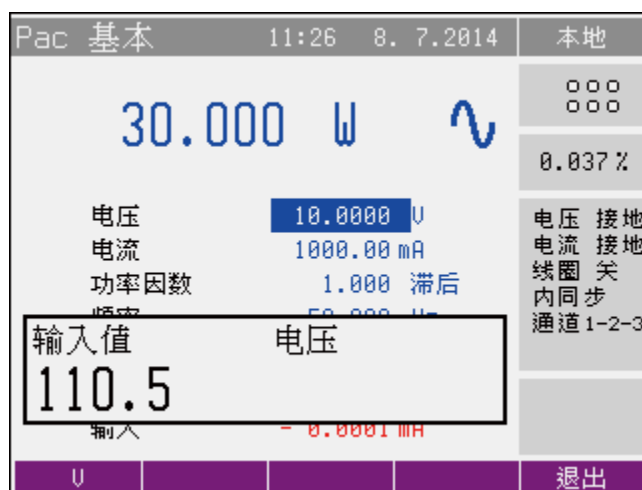 Pac 基本 11:26 8. 7.2014 本地
30.000 W
0.037%
电压 10.0000 V
电流 1000.00 mA
功率因数 1.000 滞后
电压 接地
电流 接地
线圈 关
内同步
通道1-2-3
输入值 电压
110.5
输入 - 0.0001 mA
V 退出